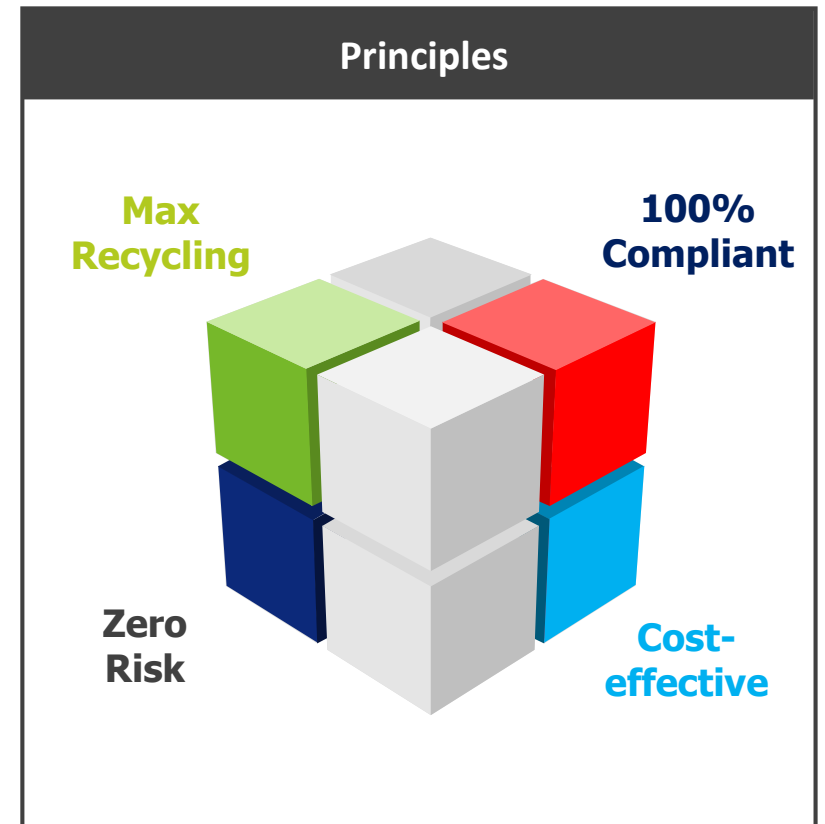 Principles
Max
Recycling
100%
Compliant
Zero
Risk
Cost-
effective